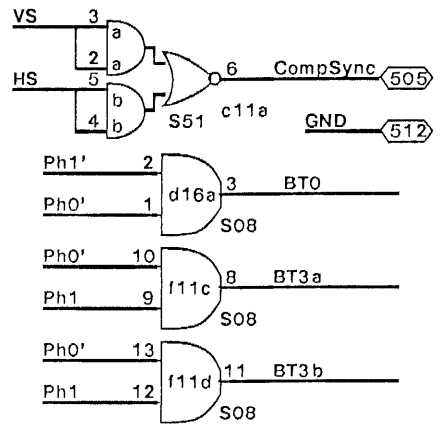 VS 3 a
2 a
6 CompSync 505
HS 5 b
4 b
S51 c11a
GND 512
Ph1' 2
d16a 3 BT0
Ph0' 1
S08
Ph0' 10
f11c 8 BT3a
Ph1 9
S08
Ph0' 13
f11d 11 BT3b
Ph1 12
S08